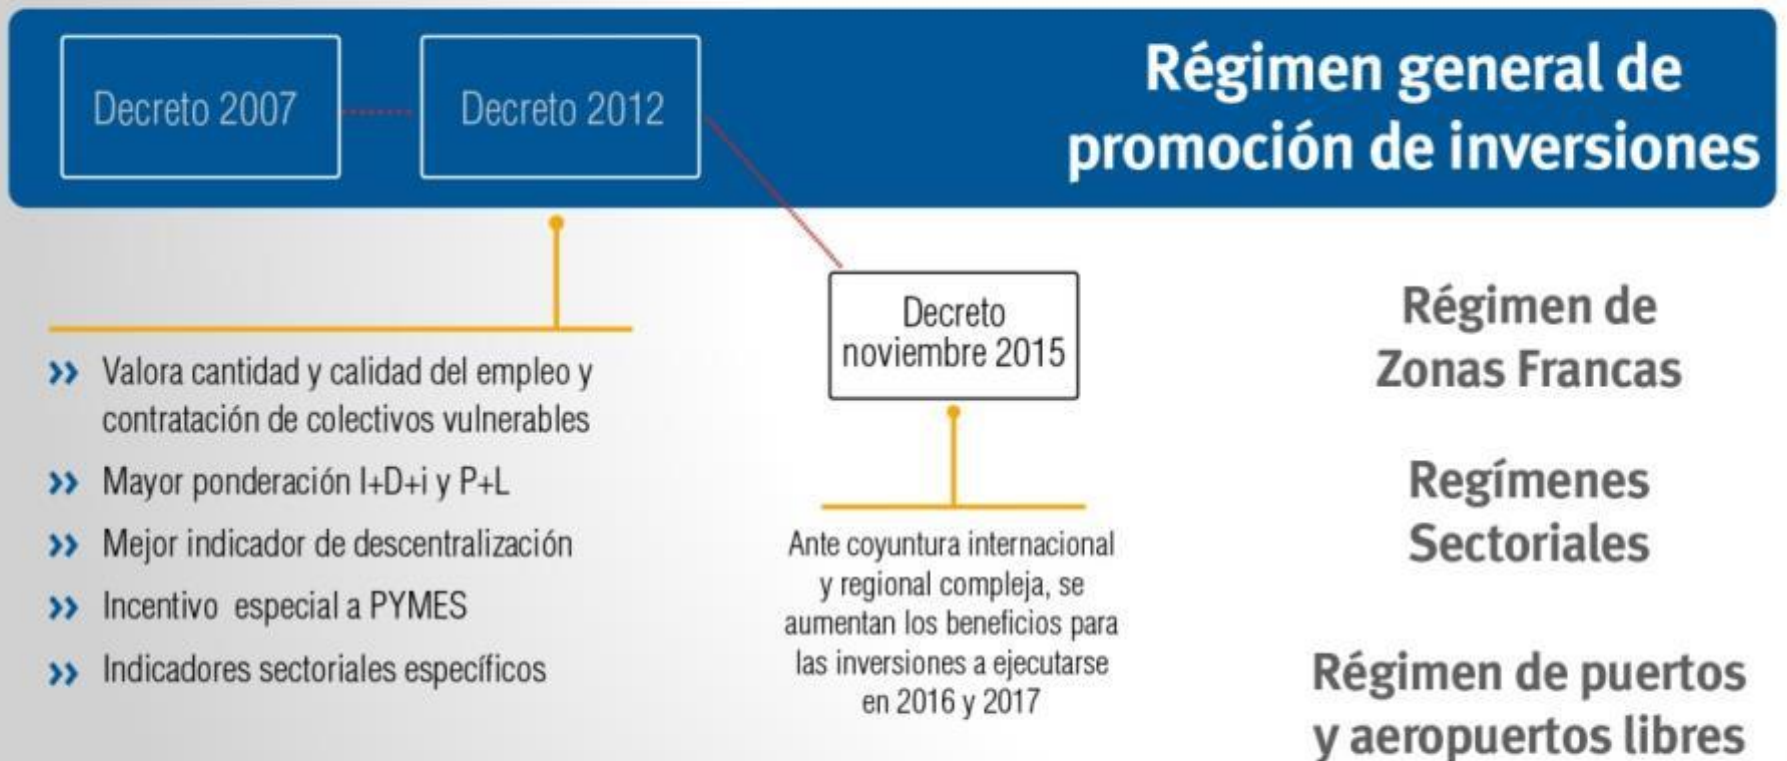 Decreto 2007
Decreto 2012
Régimen general de
promoción de inversiones
Valora cantidad y calidad del empleo y
contratación de colectivos vulnerables
Mayor ponderación I+D+i y P+L
Mejor indicador de descentralización
Incentivo especial a PYMES
Indicadores sectoriales específicos
Decreto
noviembre 2015
Ante coyuntura internacional
y regional compleja, se
aumentan los beneficios para
las inversiones a ejecutarse
en 2016 y 2017
Régimen de
Zonas Francas
Regímenes
Sectoriales
Régimen de puertos
y aeropuertos libres